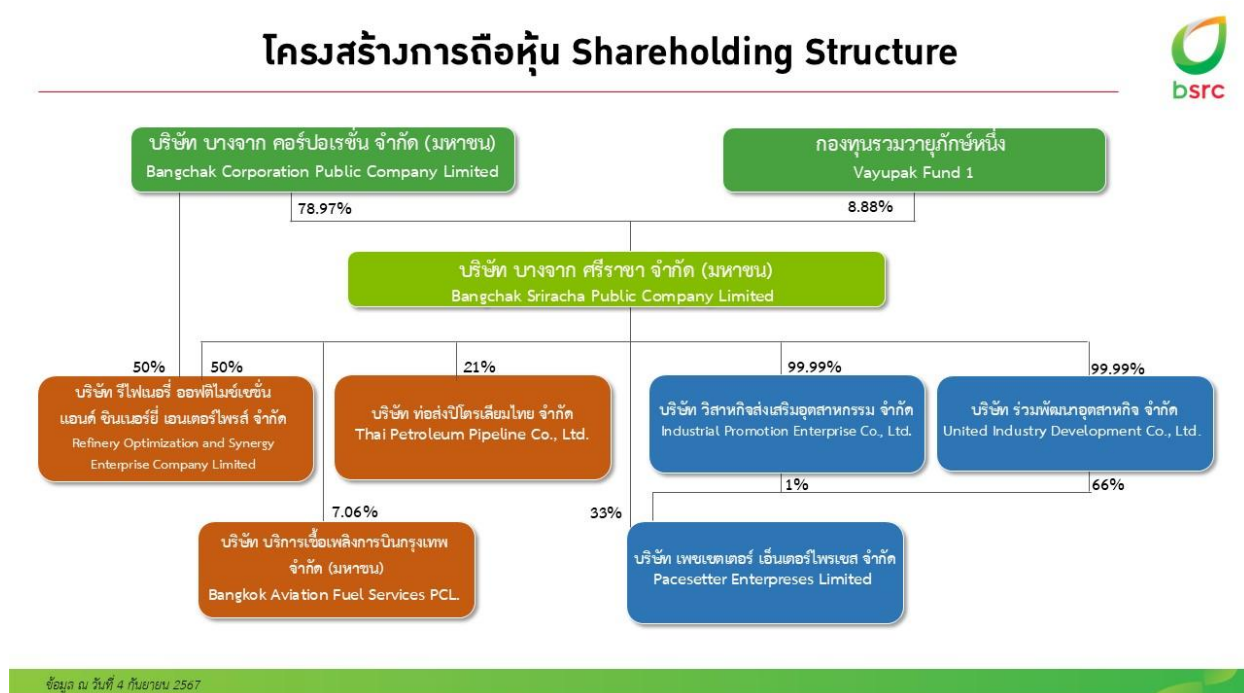 โครงสร้างการถือหุ้น Shareholding Structure
bsrc
บริษัท บางจาก คอร์ปอเรชั่น จำกัด (มหาชน)
Bangchak Corporation Public Company Limited
กองทุนรวมวายุภักษ์หนึ่ง
Vayupak Fund 1
78.97%
8.88%
บริษัท บางจาก ศรีราชา จำกัด (มหาชน)
Bangchak Sriracha Public Company Limited
50%
50%
21%
99.99%
99.99%
บริษัท รีไฟเนอรี่ ออพติไมซ์เซชั่น
แอนด์ ซินเนอร์ยี่ เอนเตอร์ไพรส์ จำกัด
Refinery Optimization and Synergy
Enterprise Company Limited
บริษัท ท่อส่งปิโตรเลียมไทย จำกัด
Thai Petroleum Pipeline Co., Ltd.
บริษัท วิสาหกิจส่งเสริมอุตสาหกรรม จำกัด
Industrial Promotion Enterprise Co., Ltd.
บริษัท ร่วมพัฒนาอุตสาหกิจ จำกัด
United Industry Development Co., Ltd.
1%
66%
7.06%
33%
บริษัท บริการเชื้อเพลิงการบินกรุงเทพ
จำกัด (มหาชน)
Bangkok Aviation Fuel Services PCL.
บริษัท เพซเซตเตอร์ เอ็นเตอร์ไพรเซส จำกัด
Pacesetter Enterpreses Limited
ข้อมูล ณ วันที่ 4 กันยายน 2567